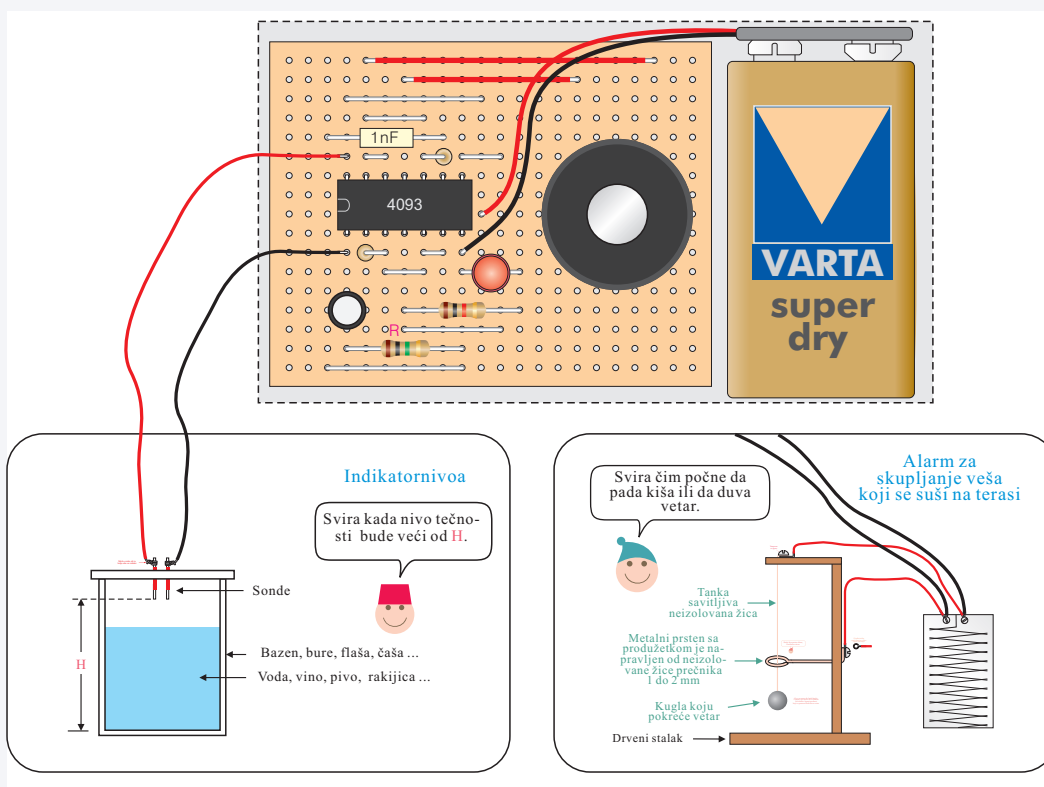 1nF
4093
R
VARTA
super
dry
Indikatornivoa
Svira kada nivo tečno-
sti bude veći od H.
Sonde
H
Bazen, bure, flaša, čaša ...
Voda, vino, pivo, rakijica ...
Alarm za
skupljanje veša
koji se suši na terasi
Svira čim počne da
pada kiša ili da duva
vetar.
Tanka
savitljiva
neizolovana žica
Metalni prsten sa
produžetkom je na-
pravljen od neizolo-
vane žice prečnika
1 do 2 mm
Kugla koju
pokreće vetar
Drveni stalak